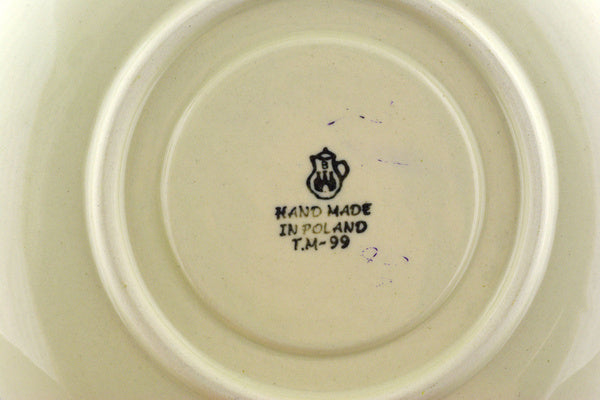 B
HAND MADE
IN POLAND
T.M-99